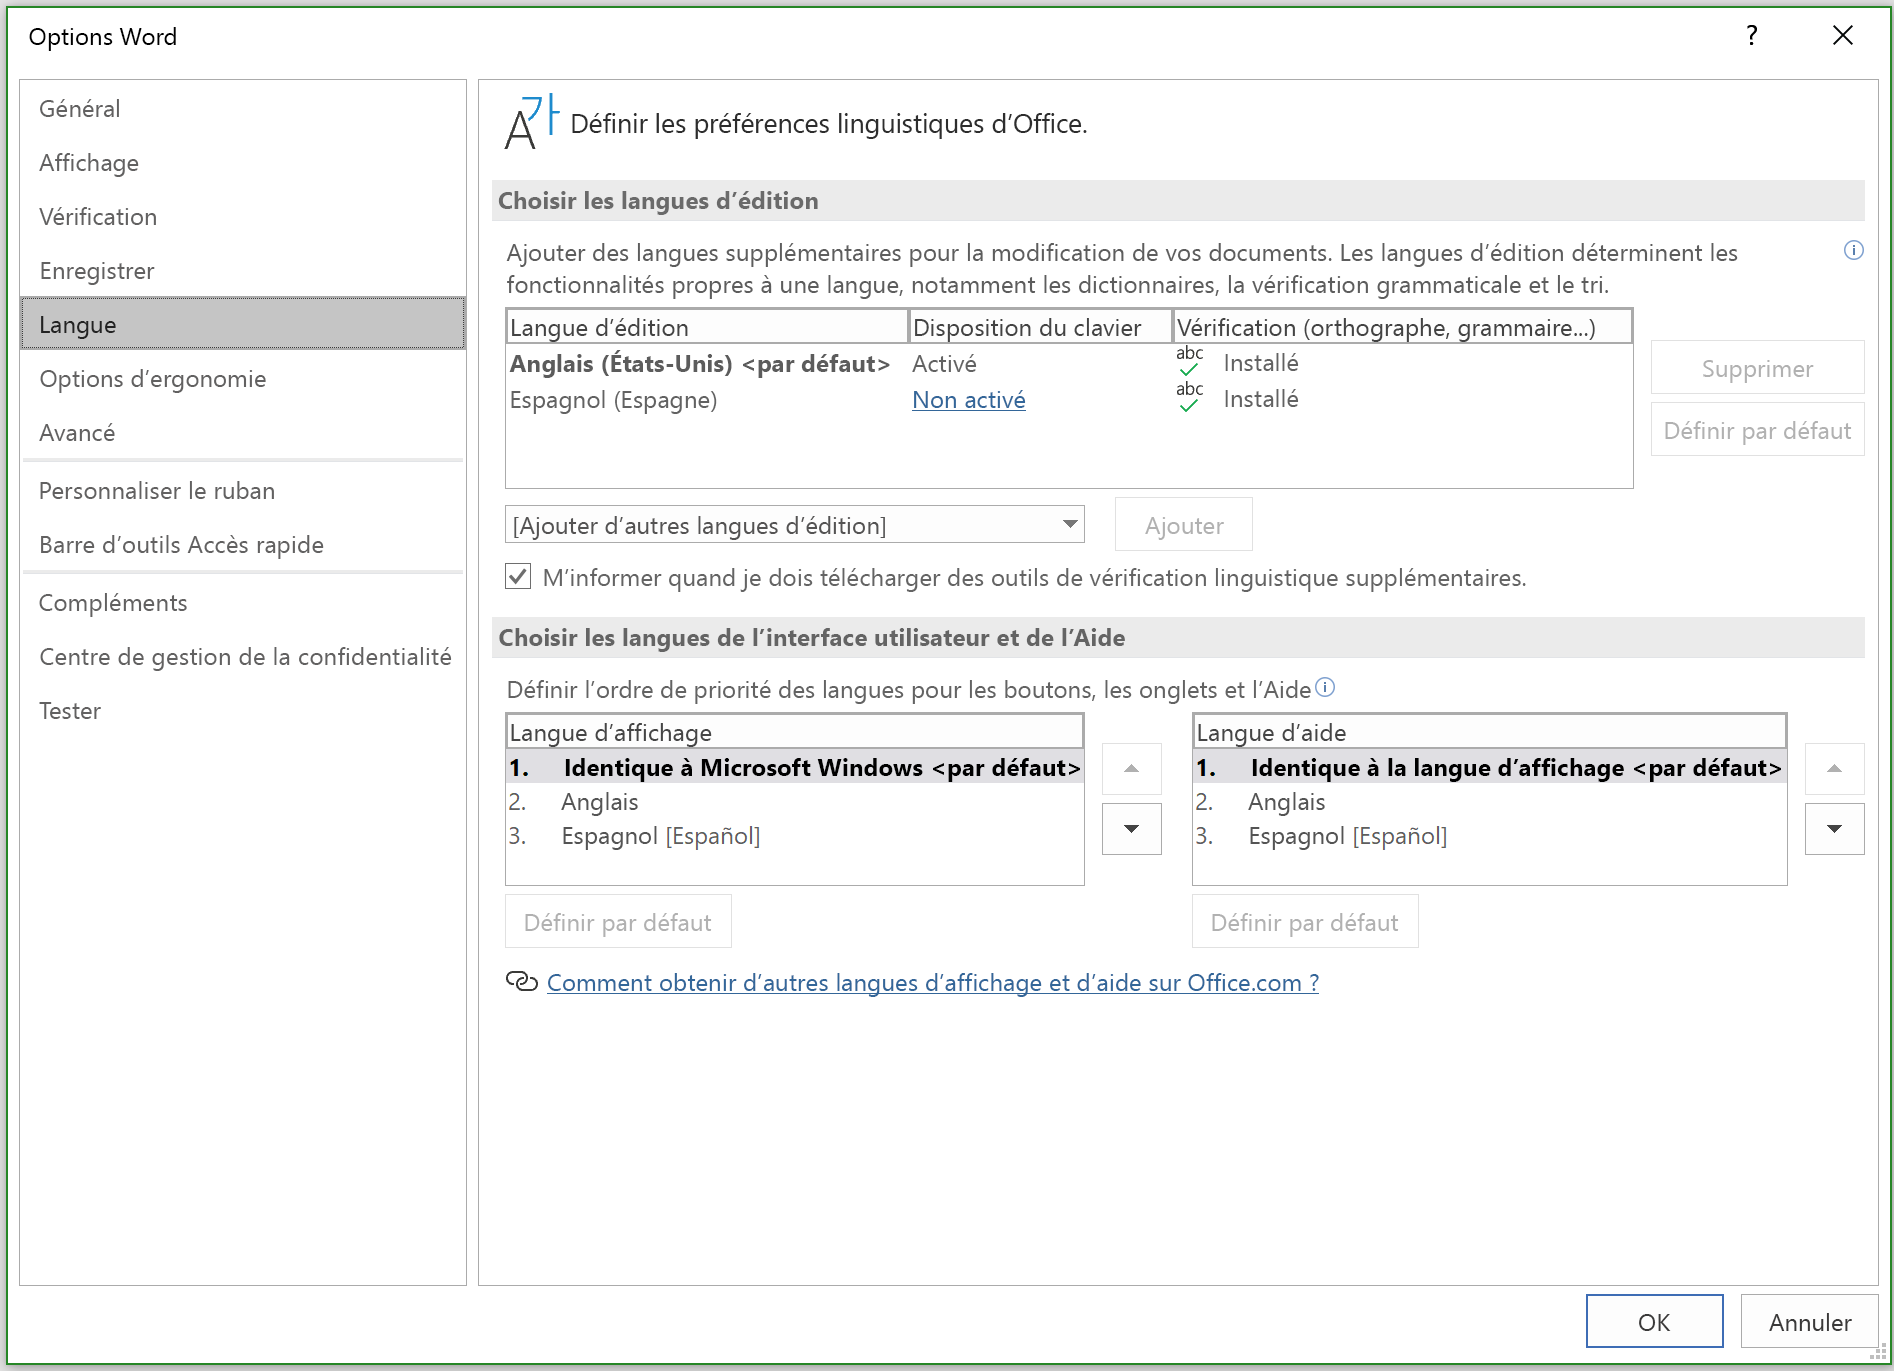 Options Word
?
Général
Affichage
Vérification
Enregistrer
Langue
Options d’ergonomie
Avancé
Personnaliser le ruban
Barre d’outils Accès rapide
Compléments
Centre de gestion de la confidentialité
Tester
A가 Définir les préférences linguistiques d’Office.
Choisir les langues d’édition
Ajouter des langues supplémentaires pour la modification de vos documents. Les langues d’édition déterminent les
fonctionnalités propres à une langue, notamment les dictionnaires, la vérification grammaticale et le tri.
Langue d’édition Disposition du clavier Vérification (orthographe, grammaire...)
Anglais (États-Unis) <par défaut> Activé abc Installé
Espagnol (Espagne) Non activé abc Installé
Supprimer
Définir par défaut
[Ajouter d’autres langues d’édition] Ajouter
M’informer quand je dois télécharger des outils de vérification linguistique supplémentaires.
Choisir les langues de l’interface utilisateur et de l’Aide
Définir l’ordre de priorité des langues pour les boutons, les onglets et l’Aide
Langue d’affichage
1. Identique à Microsoft Windows <par défaut>
2. Anglais
3. Espagnol [Español]
Définir par défaut
Langue d’aide
1. Identique à la langue d’affichage <par défaut>
2. Anglais
3. Espagnol [Español]
Définir par défaut
Comment obtenir d’autres langues d’affichage et d’aide sur Office.com ?
OK Annuler